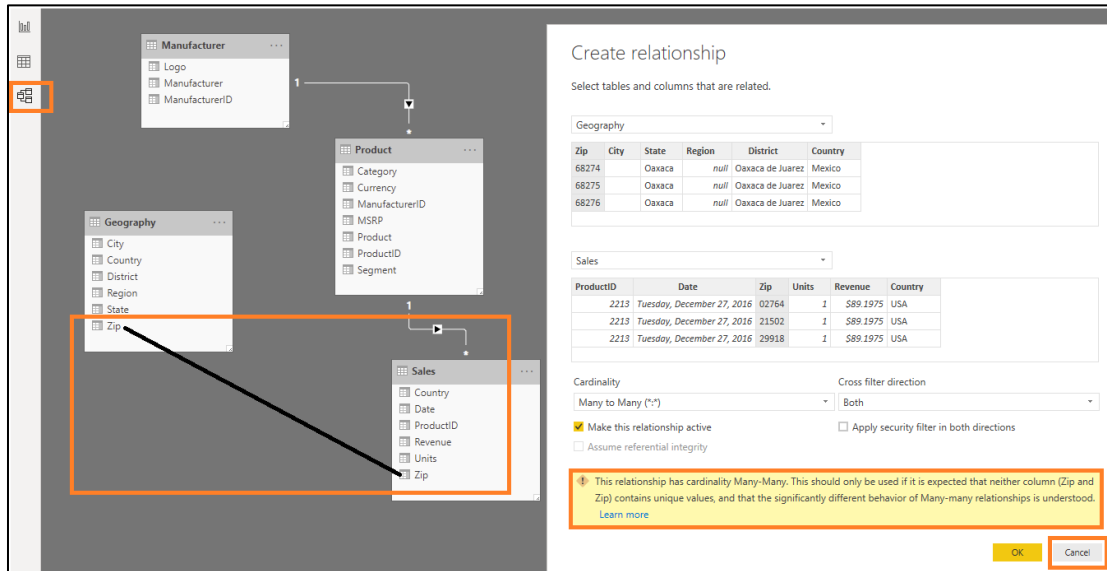 Manufacturer ...
Logo
Manufacturer
ManufacturerID
1
*
Product ...
Category
Currency
ManufacturerID
MSRP
Product
ProductID
Segment
Geography ...
City
Country
District
Region
State
Zip
1
*
Sales ...
Country
Date
ProductID
Revenue
Units
Zip
Create relationship
Select tables and columns that are related.
Geography
Zip City State Region District Country
68274 Oaxaca null Oaxaca de Juarez Mexico
68275 Oaxaca null Oaxaca de Juarez Mexico
68276 Oaxaca null Oaxaca de Juarez Mexico
Sales
ProductID Date Zip Units Revenue Country
2213 Tuesday, December 27, 2016 02764 1 $89.1975 USA
2213 Tuesday, December 27, 2016 21502 1 $89.1975 USA
2213 Tuesday, December 27, 2016 29918 1 $89.1975 USA
Cardinality Cross filter direction
Many to Many (*:*) Both
Make this relationship active Apply security filter in both directions
Assume referential integrity
This relationship has cardinality Many-Many. This should only be used if it is expected that neither column (Zip and
Zip) contains unique values, and that the significantly different behavior of Many-many relationships is understood.
Learn more
OK Cancel